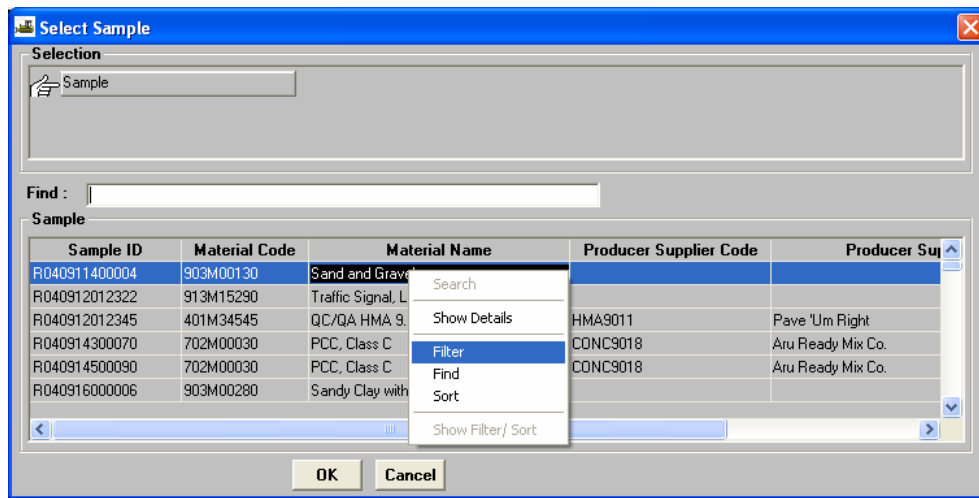 Select Sample
Selection
Sample
Find :
Sample
Sample ID Material Code Material Name Producer Supplier Code Producer Sup
R040911400004 903M00130 Sand and Gravel
R040912012322 913M15290 Traffic Signal, L
R040912012345 401M34545 QC/QA HMA 9. HMA9011 Pave 'Um Right
R040914300070 702M00030 PCC, Class C CONC9018 Aru Ready Mix Co.
R040914500090 702M00030 PCC, Class C CONC9018 Aru Ready Mix Co.
R040916000006 903M00280 Sandy Clay with
Search
Show Details
Filter
Find
Sort
Show Filter/ Sort
OK Cancel